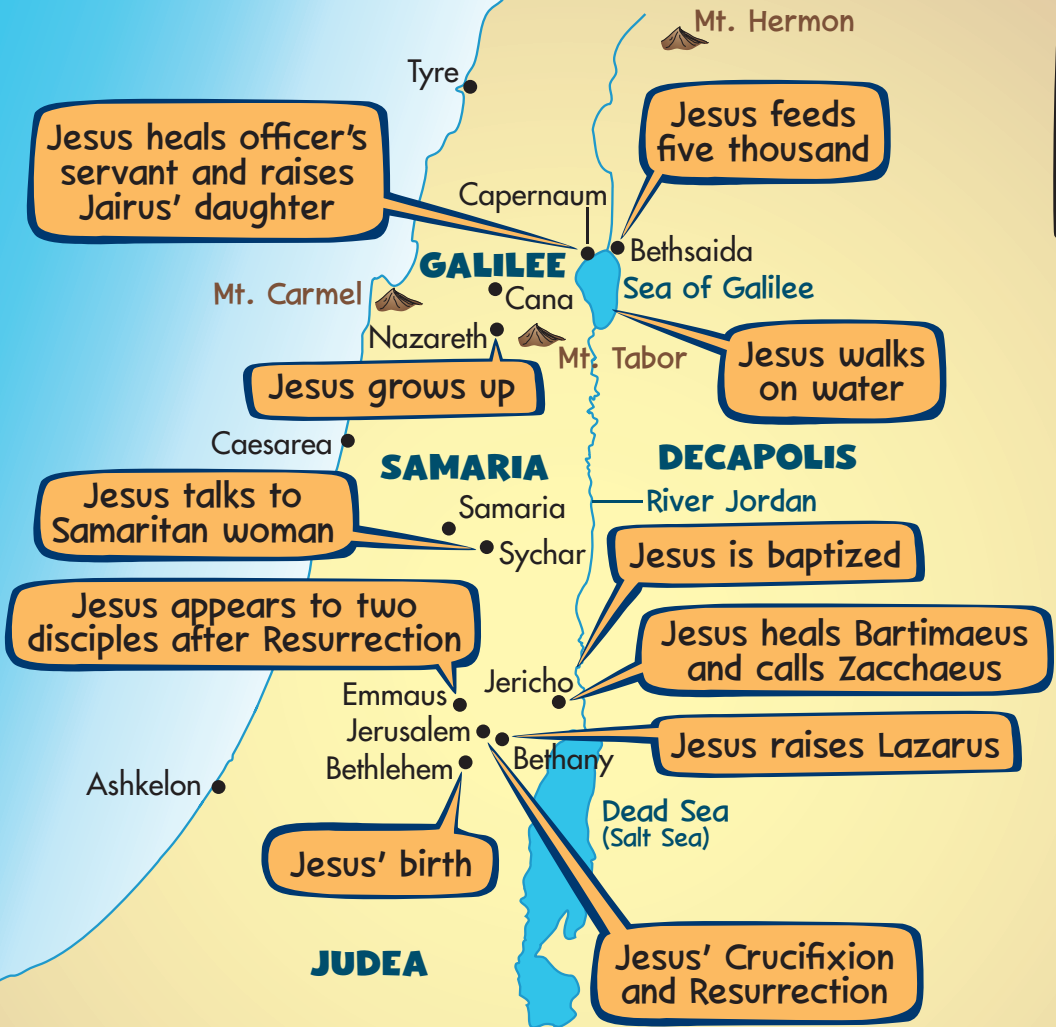 Mt. Hermon
Tyre
Jesus heals officer's
servant and raises
Jairus' daughter
Jesus feeds
five thousand
Capernaum
Bethsaida
GALILEE
Sea of Galilee
Mt. Carmel
Cana
Nazareth
Mt. Tabor
Jesus walks
on water
Jesus grows up
Caesarea
SAMARIA
DECAPOLIS
Jesus talks to
Samaritan woman
Samaria
River Jordan
Sychar
Jesus is baptized
Jesus appears to two
disciples after Resurrection
Jesus heals Bartimaeus
and calls Zacchaeus
Emmaus
Jericho
Jerusalem
Bethany
Jesus raises Lazarus
Bethlehem
Ashkelon
Dead Sea
(Salt Sea)
Jesus' birth
JUDEA
Jesus' Crucifixion
and Resurrection